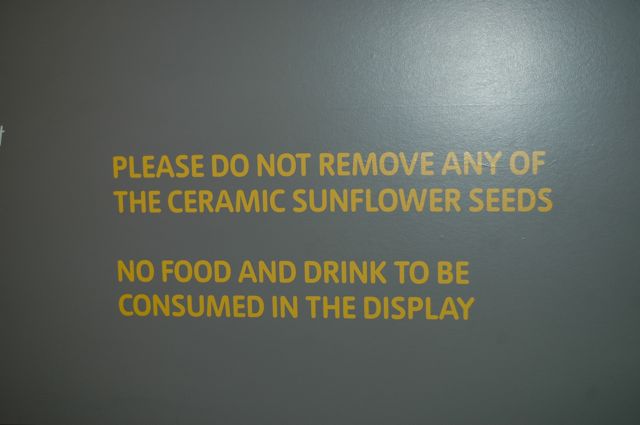 PLEASE DO NOT REMOVE ANY OF
THE CERAMIC SUNFLOWER SEEDS
NO FOOD AND DRINK TO BE
CONSUMED IN THE DISPLAY